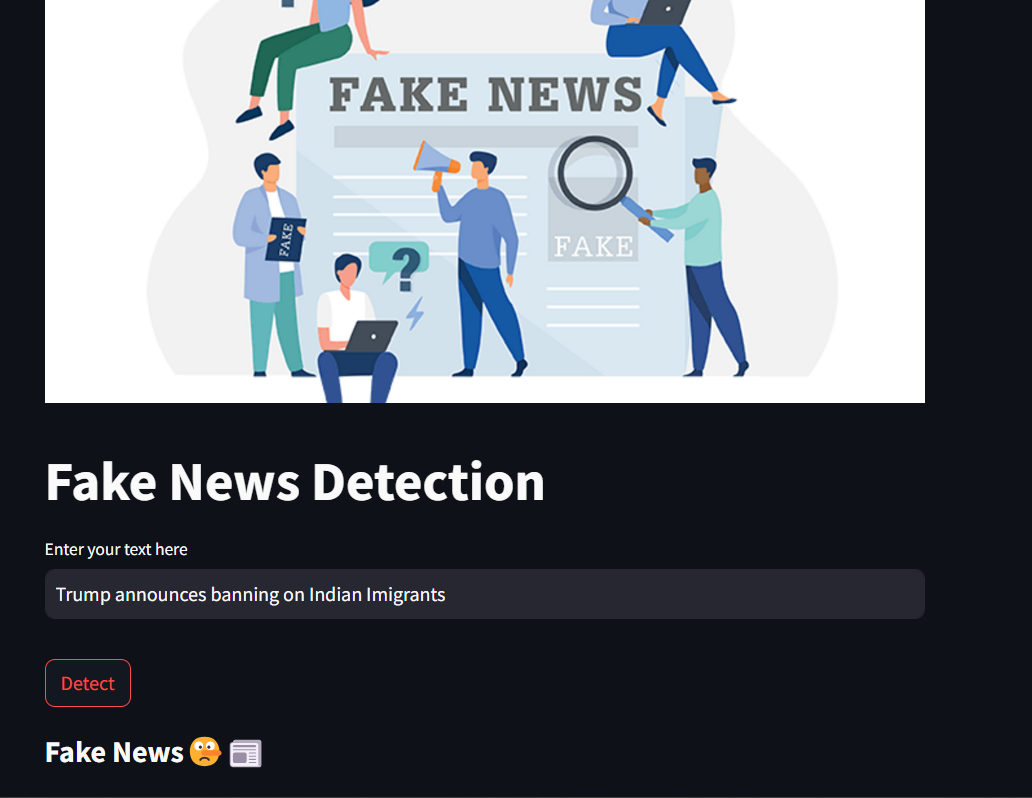 FAKE NEWS
FAKE
FAKE
?
Fake News Detection
Enter your text here
Trump announces banning on Indian Imigrants
Detect
Fake News